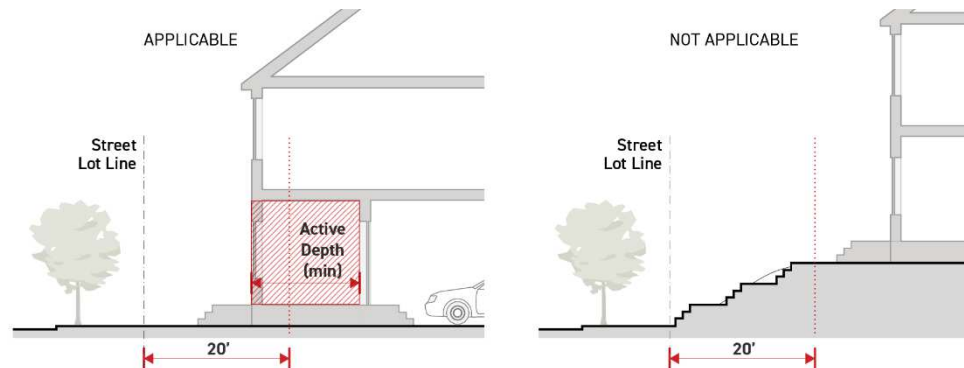 APPLICABLE
Street
Lot Line
Active
Depth
(min)
20'
NOT APPLICABLE
Street
Lot Line
20'